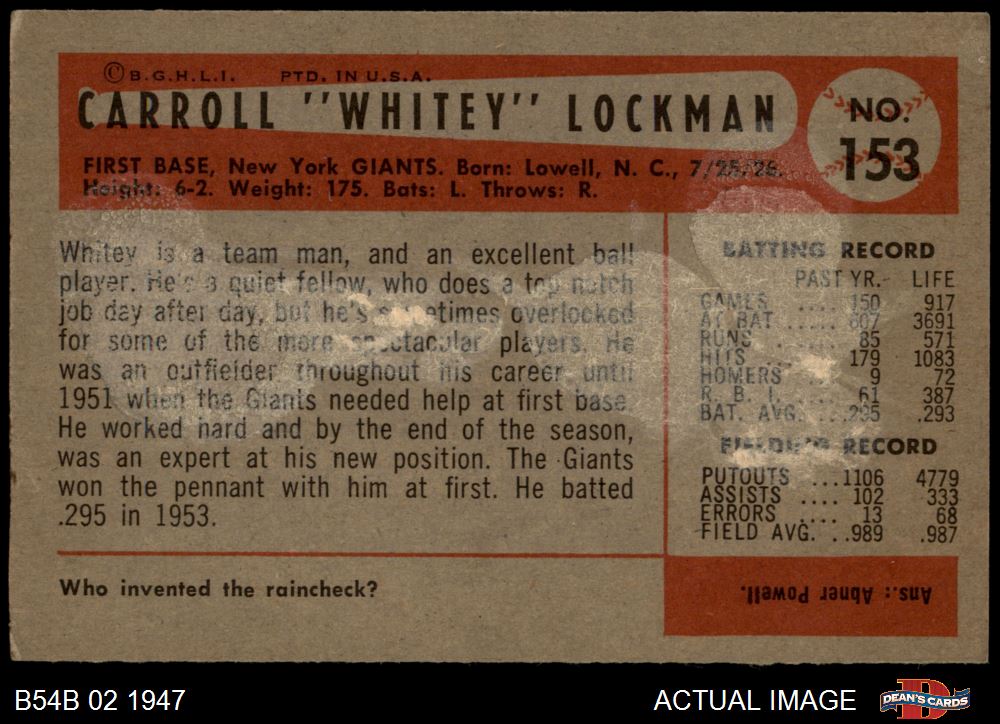 ©B.G.H.L.I. PTD. IN U.S.A.
CARROLL "WHITEY" LOCKMAN
NO.
153
FIRST BASE, New York GIANTS. Born: Lowell, N. C., 7/25/26.
Height: 6-2. Weight: 175. Bats: L. Throws: R.
Whitey is a team man, and an excellent ball
player. He's a quiet fellow, who does a top notch
job day after day, but he's sometimes overlooked
for some of the more spectacular players. He
was an outfielder throughout his career until
1951 when the Giants needed help at first base.
He worked hard and by the end of the season,
was an expert at his new position. The Giants
won the pennant with him at first. He batted
.295 in 1953.
BATTING RECORD
PAST YR. LIFE
GAMES 150 917
AT BAT ..... 607 3691
RUNS ...... 85 571
HITS 179 1083
HOMERS 9 72
R. B. I. .... 61 387
BAT. AVG. ... .295 .293
FIELDING RECORD
PUTOUTS ...1106 4779
ASSISTS .... 102 333
ERRORS .... 13 68
FIELD AVG. . .989 .987
Who invented the raincheck?
Ans.: Abner Powell.
B54B 02 1947
ACTUAL IMAGE
DEAN'S CARDS